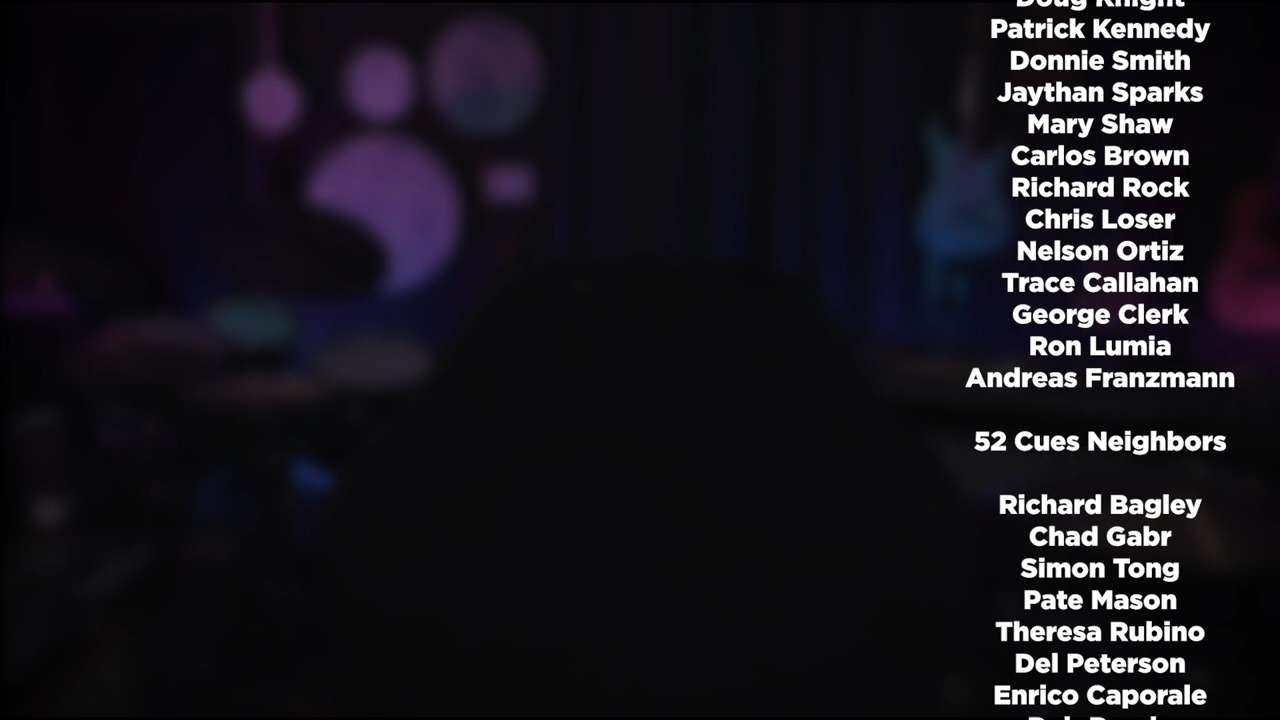 Doug Knight
Patrick Kennedy
Donnie Smith
Jaythan Sparks
Mary Shaw
Carlos Brown
Richard Rock
Chris Loser
Nelson Ortiz
Trace Callahan
George Clerk
Ron Lumia
Andreas Franzmann
52 Cues Neighbors
Richard Bagley
Chad Gabr
Simon Tong
Pate Mason
Theresa Rubino
Del Peterson
Enrico Caporale